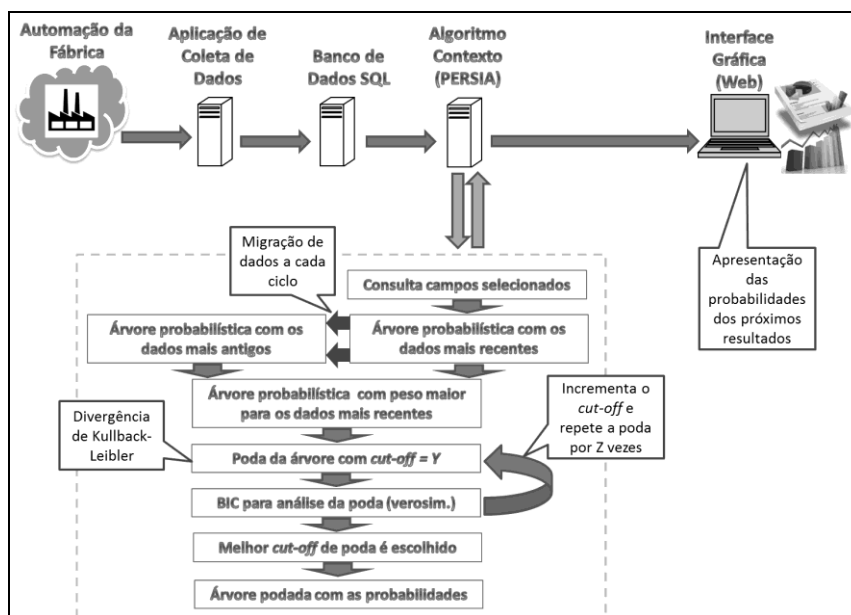 Automação da
Fábrica
Aplicação de
Coleta de
Dados
Banco de
Dados SQL
Algoritmo
Contexto
(PERSIA)
Interface
Gráfica
(Web)
Migração de
dados a cada
ciclo
Apresentação
das
probabilidades
dos próximos
resultados
Consulta campos selecionados
Árvore probabilística com os
dados mais antigos
Árvore probabilística com os
dados mais recentes
Árvore probabilística com peso maior
para os dados mais recentes
Incrementa o
cut-off e
repete a poda
por Z vezes
Divergência
de Kullback-
Leibler
Poda da árvore com cut-off = Y
BIC para análise da poda (verosim.)
Melhor cut-off de poda é escolhido
Árvore podada com as probabilidades